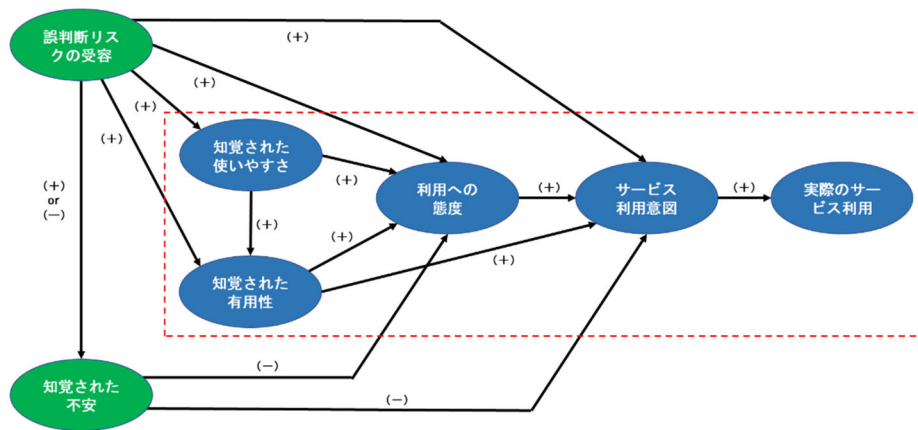 誤判断リス
クの受容
(+)
(+)
(+)
(+)
知覚された
使いやすさ
(+)
利用への
態度
(+)
サービス
利用意図
(+)
実際のサー
ビス利用
(+)
or
(－)
(+)
(+)
(+)
知覚された
有用性
(－)
知覚された
不安
(－)